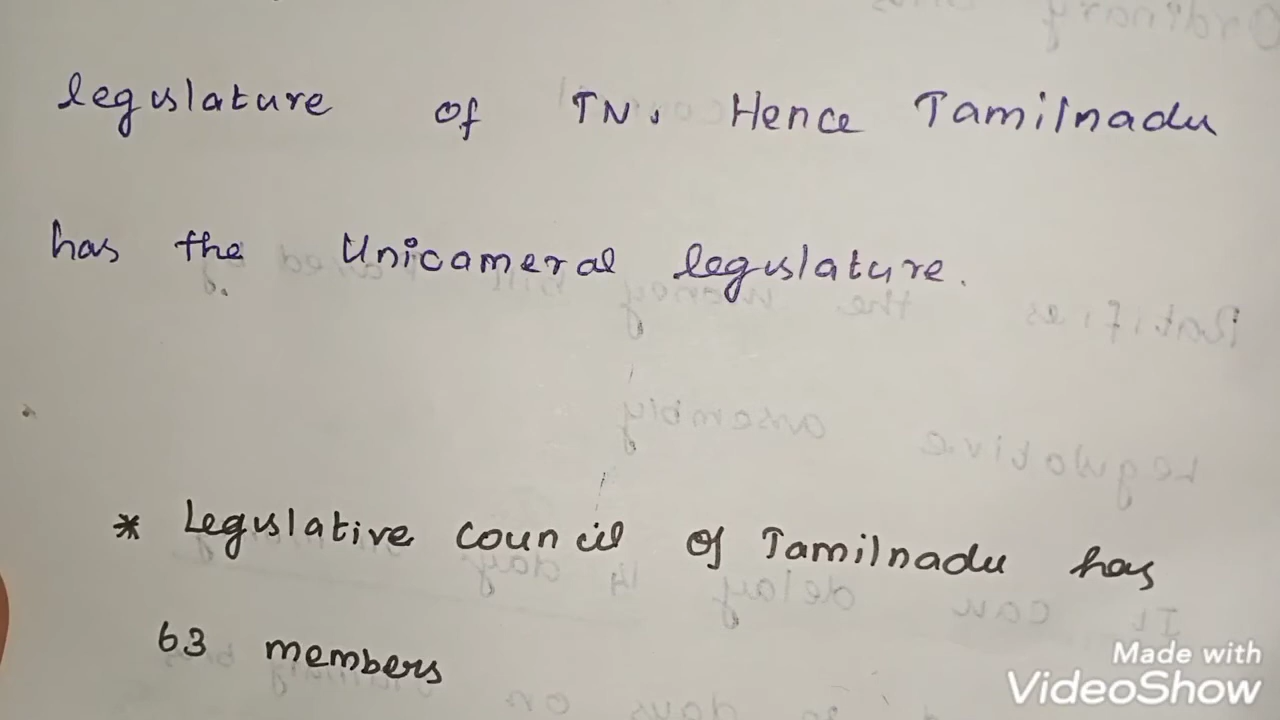 legislature of TN. Hence Tamilnadu
has the Unicameral legislature.
* Legislative council of Tamilnadu has
63 members
Made with
VideoShow